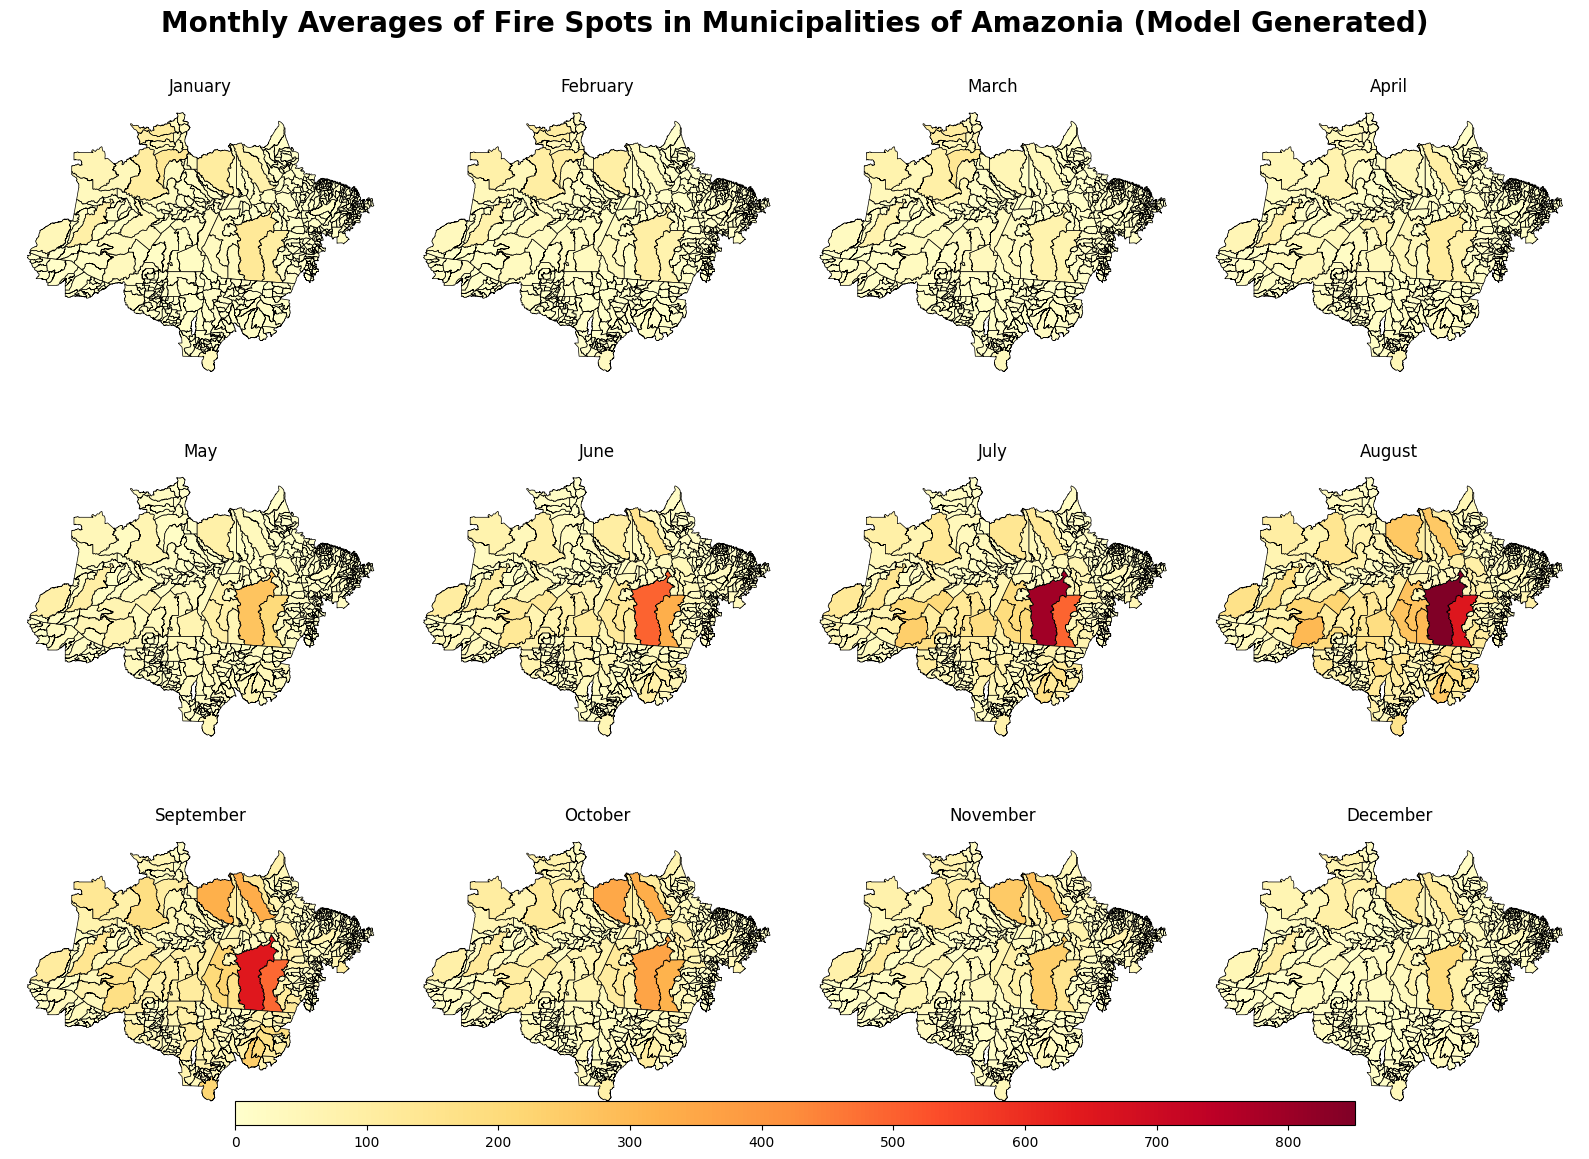 Monthly Averages of Fire Spots in Municipalities of Amazonia (Model Generated)
January February March April
May June July August
September October November December
0 100 200 300 400 500 600 700 800